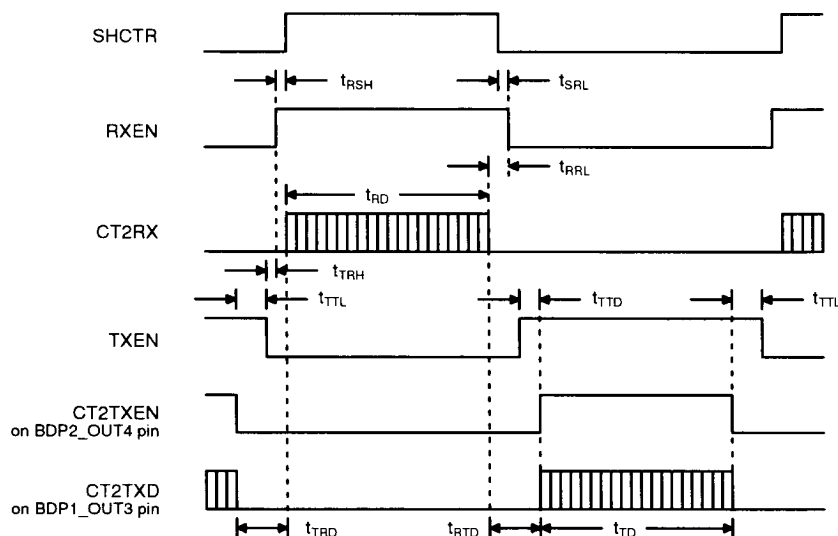 SHCTR
tRSH
tSRL
RXEN
tRRL
tRD
CT2RX
tTRH
tTTL
tTTD
tTTL
TXEN
CT2TXEN
on BDP2_OUT4 pin
CT2TXD
on BDP1_OUT3 pin
tTRD
tRTD
tTD